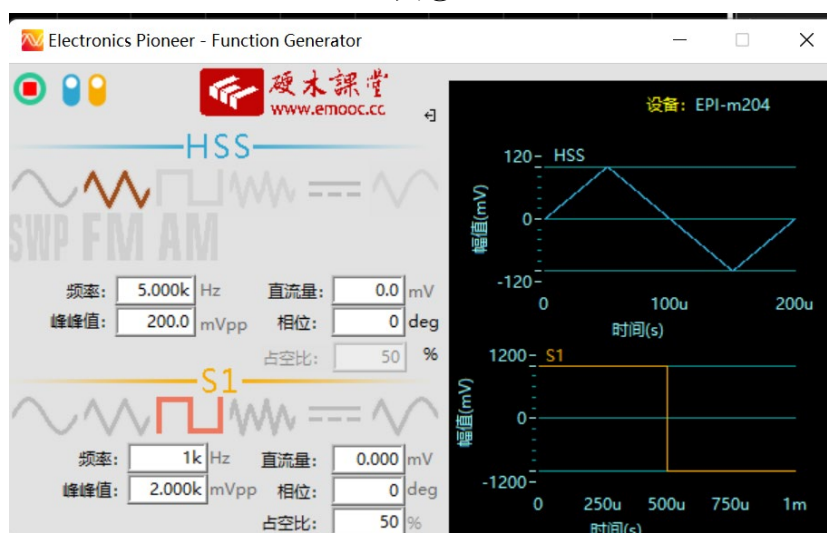 Electronics Pioneer - Function Generator
硬木課堂
www.emooc.cc
HSS
SWP FM AM
频率: 5.000k Hz 直流量: 0.0 mV
峰峰值: 200.0 mVpp 相位: 0 deg
占空比: 50 %
S1
频率: 1k Hz 直流量: 0.000 mV
峰峰值: 2.000k mVpp 相位: 0 deg
占空比: 50 %
设备: EPI-m204
120 HSS
幅值(mV)
0
-120
0 100u 200u
时间(s)
1200 S1
幅值(mV)
0
-1200
0 250u 500u 750u 1m
时间(s)